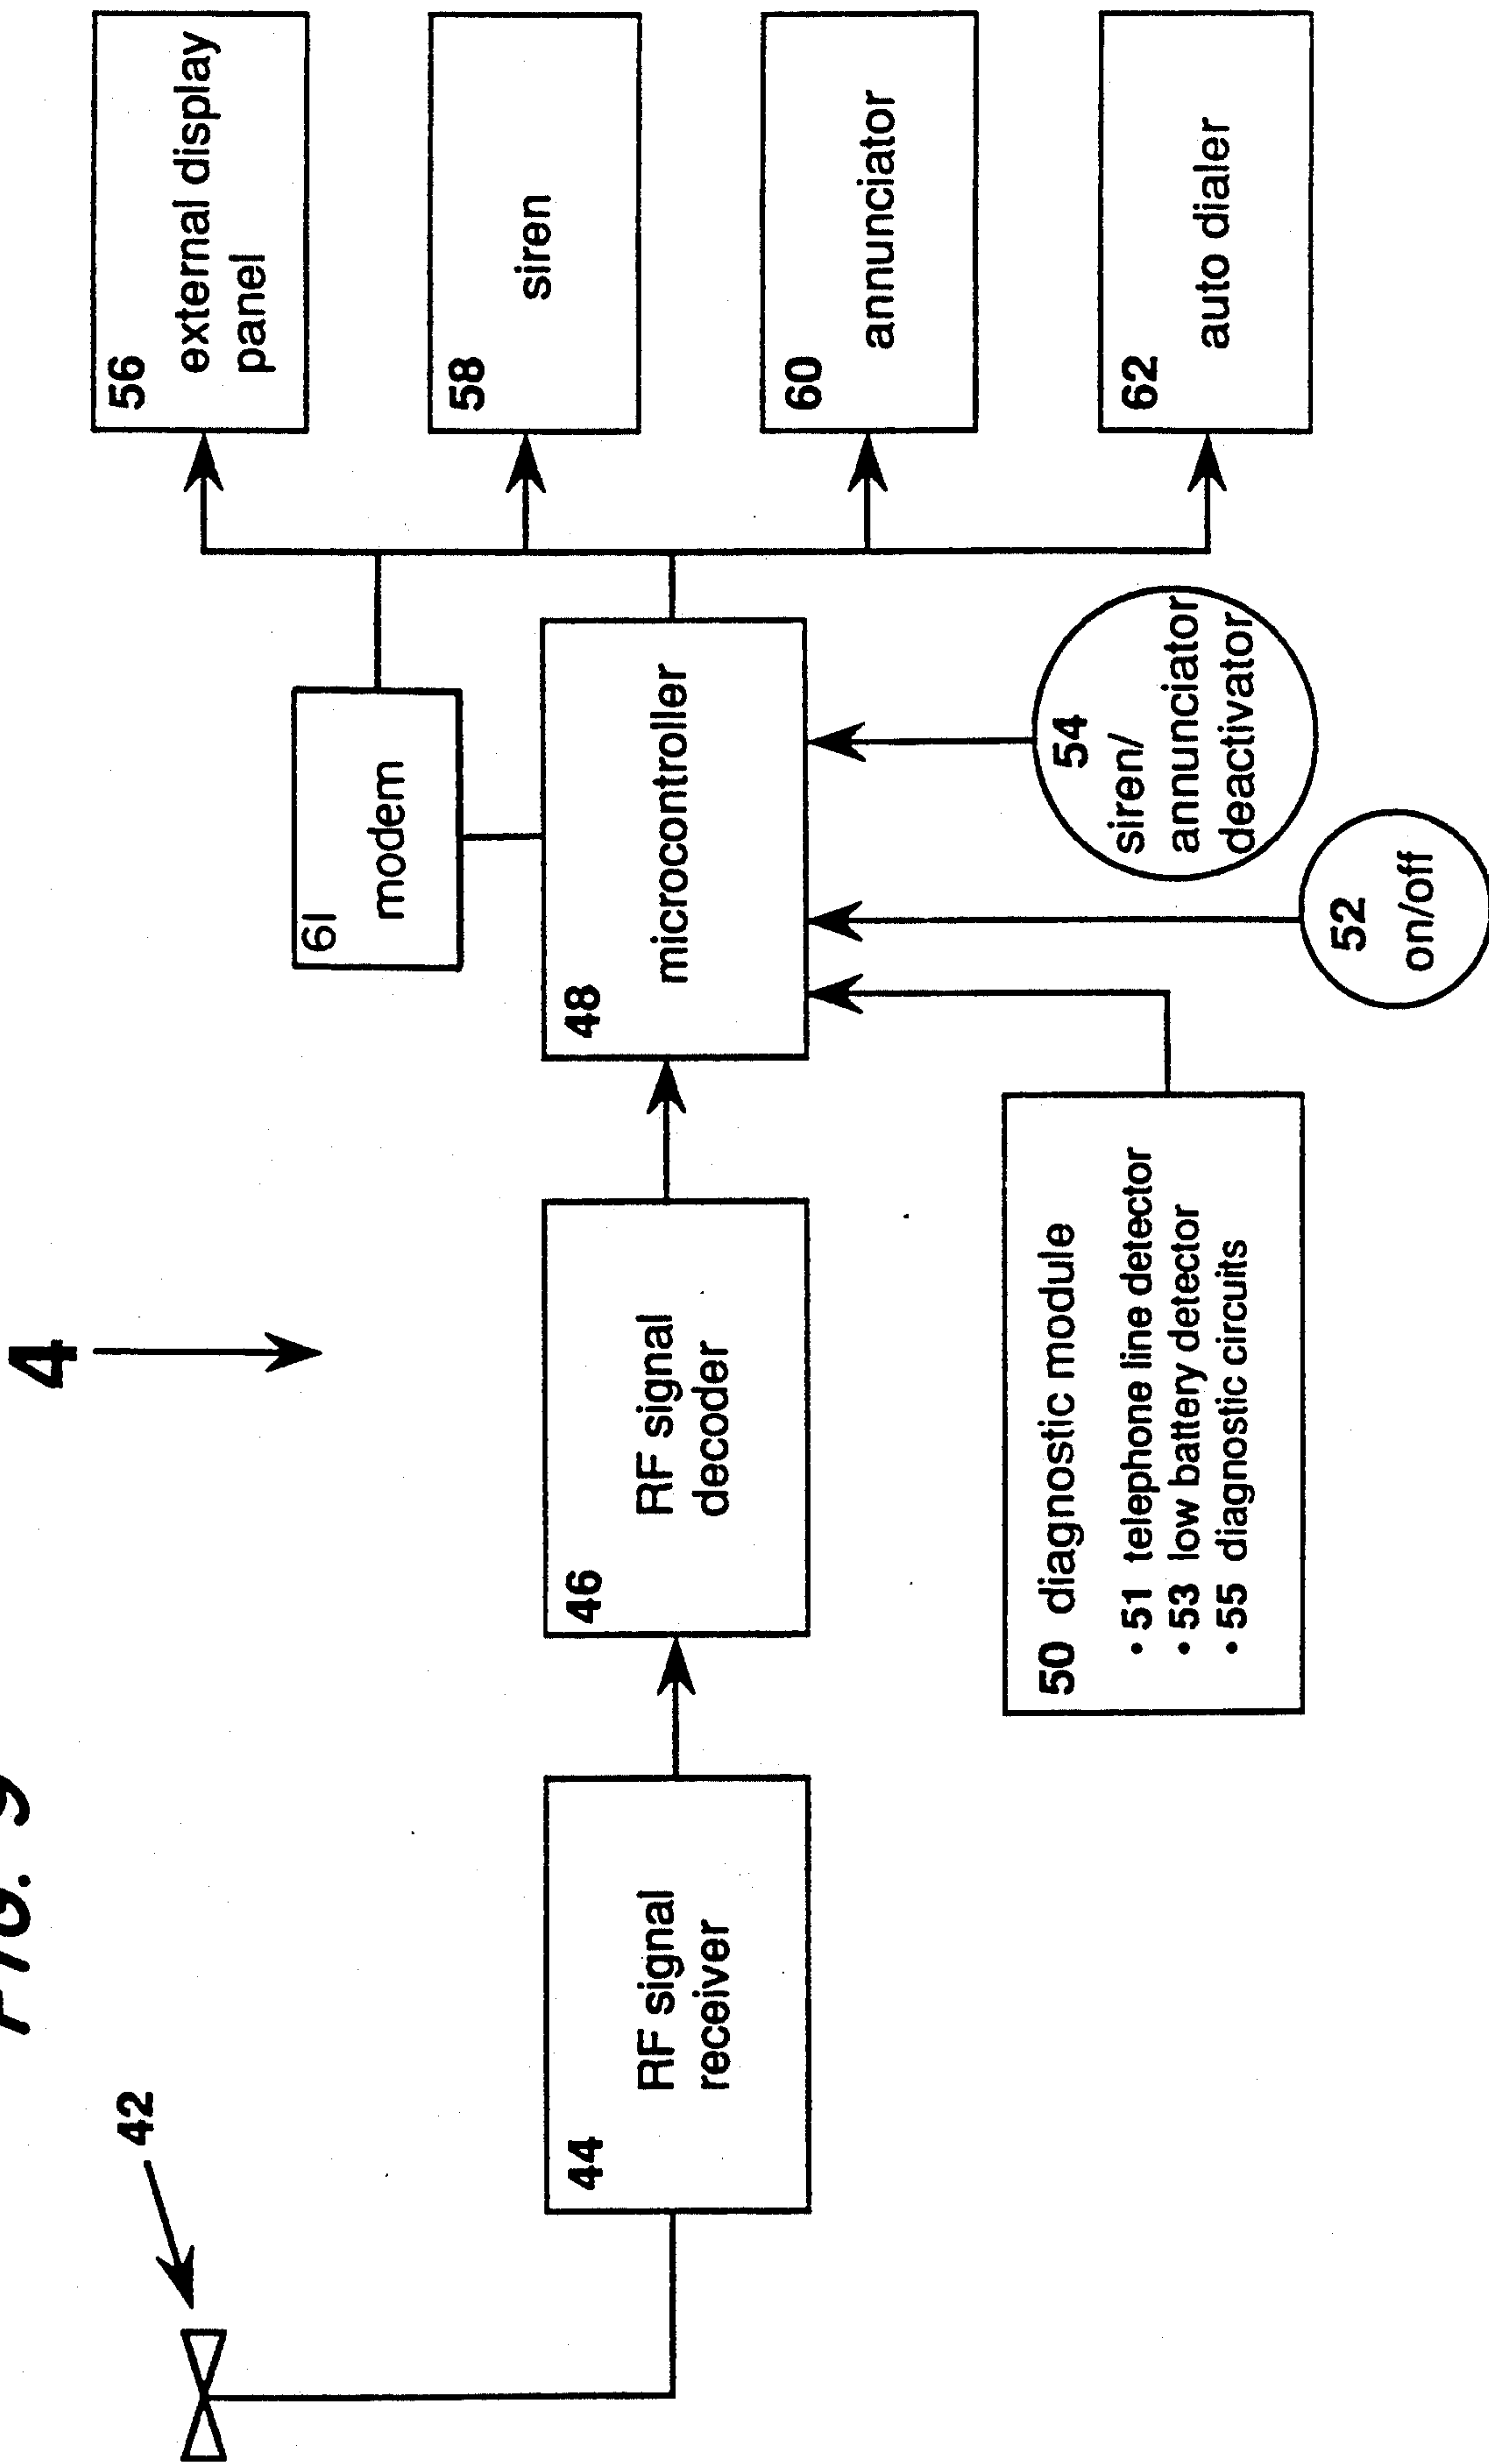 FIG. 9
4
42
44
RF signal
receiver
46
RF signal
decoder
48
microcontroller
61
modem
56
external display
panel
58
siren
60
annunciator
62
auto dialer
50 diagnostic module
• 51 telephone line detector
• 53 low battery detector
• 55 diagnostic circuits
52
on/off
54
siren/
annunciator
deactivator